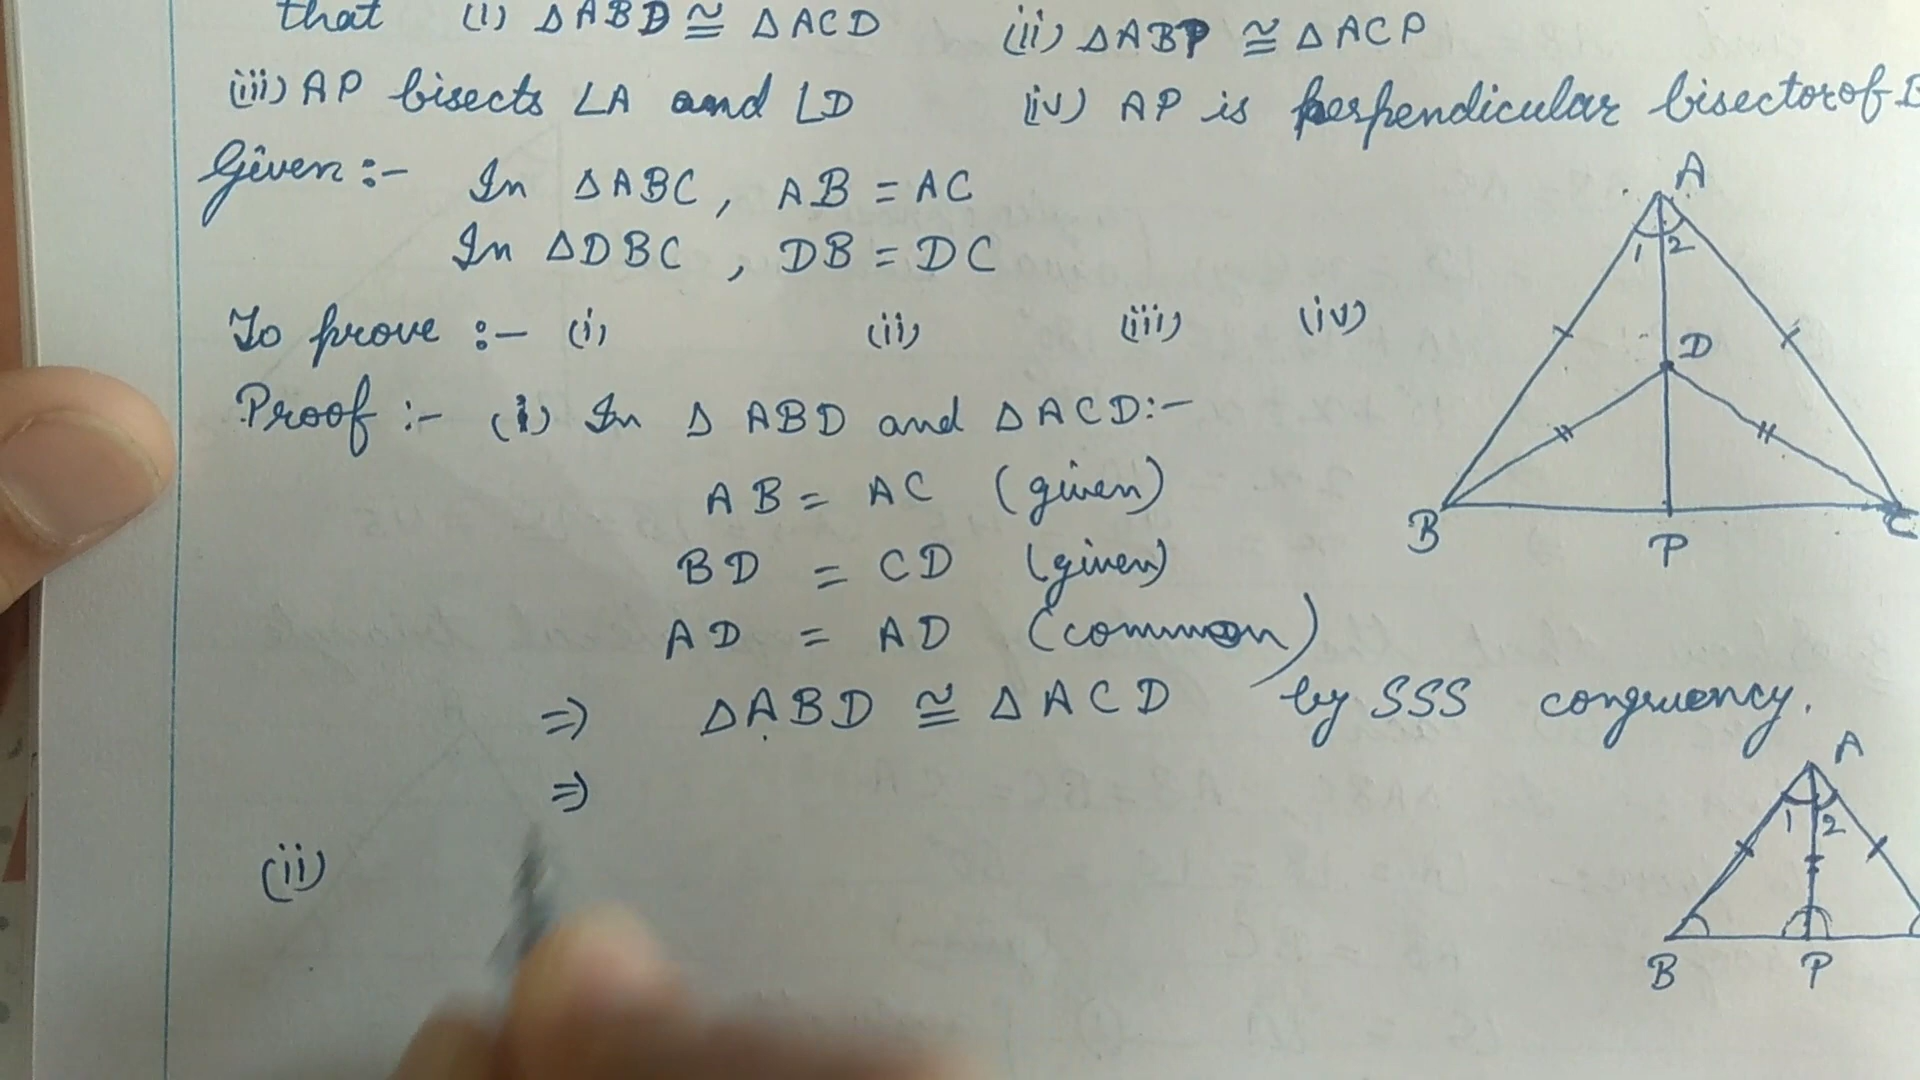 that (i) ΔABD ≅ ΔACD (ii) ΔABP ≅ ΔACP
(iii) AP bisects ∠A and ∠D (iv) AP is perpendicular bisector of
Given :- In ΔABC, AB = AC
In ΔDBC, DB = DC
To prove :- (i) (ii) (iii) (iv)
Proof :- (i) In Δ ABD and ΔACD:-
AB = AC (given)
BD = CD (given)
AD = AD (common)
⇒ ΔABD ≅ ΔACD by SSS congruency.
⇒
(ii)
A
1 2
D
B P C
A
1 2
B P